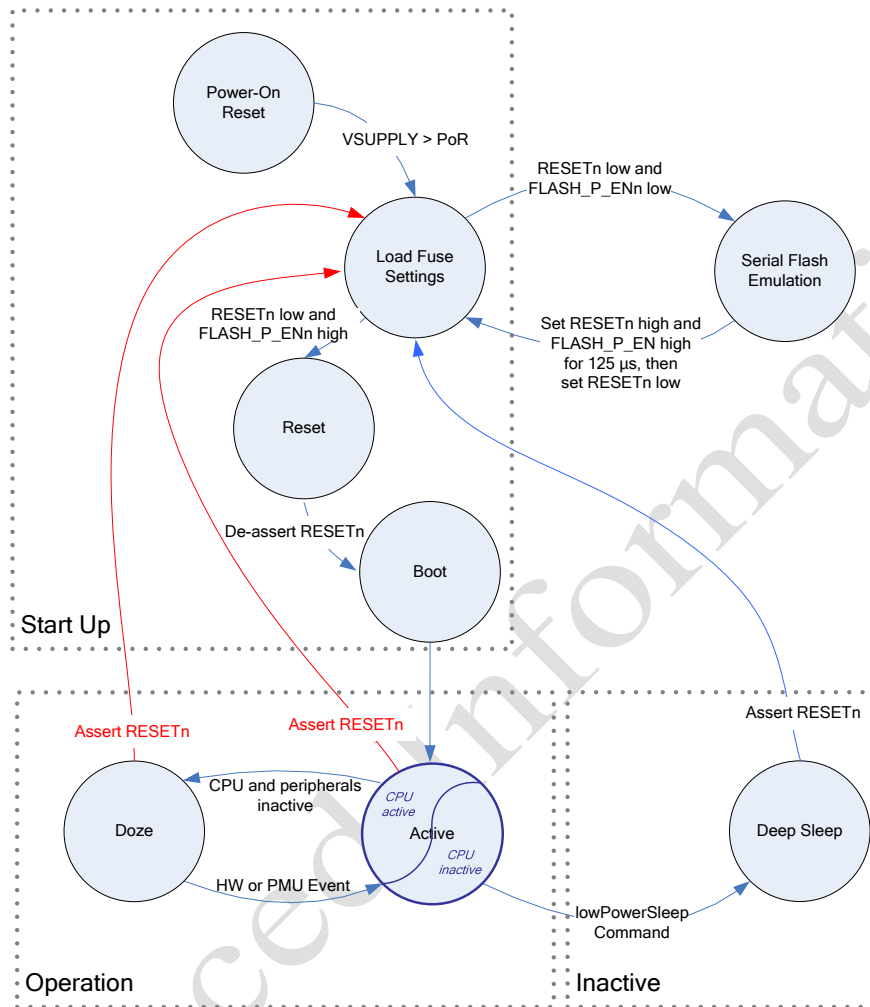 Power-On
Reset
VSUPPLY > PoR
RESETn low and
FLASH_P_ENn low
Load Fuse
Settings
Serial Flash
Emulation
RESETn low and
FLASH_P_ENn high
Set RESETn high and
FLASH_P_EN high
for 125 µs, then
set RESETn low
Reset
De-assert RESETn
Boot
Start Up
Assert RESETn
Assert RESETn
Assert RESETn
CPU and peripherals
inactive
CPU
active
Doze
Active
CPU
inactive
Deep Sleep
HW or PMU Event
lowPowerSleep
Command
Operation
Inactive
ced Informati